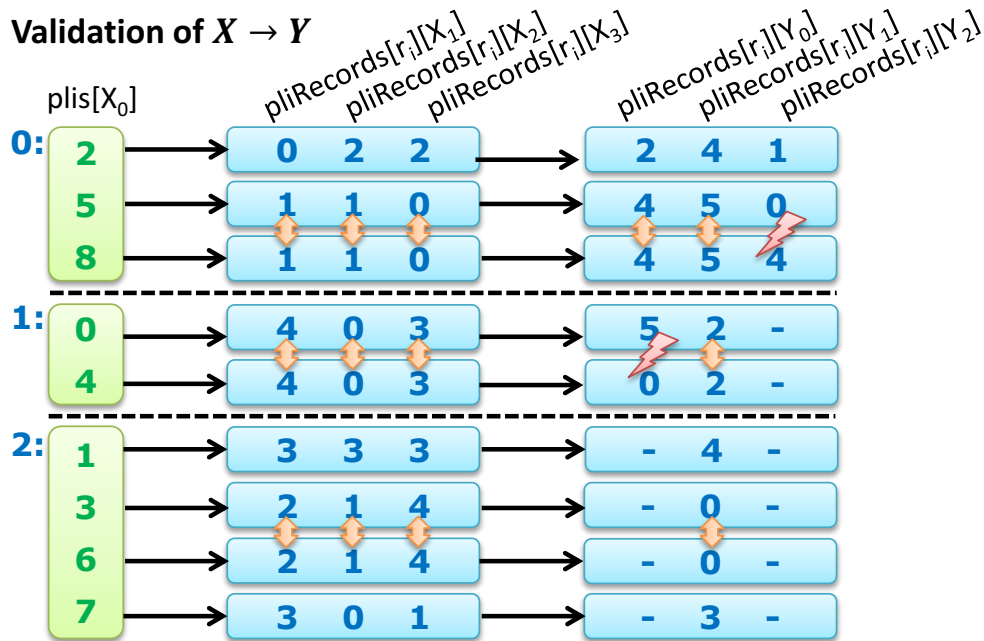 Validation of X → Y
plis[X₀]
pliRecords[rᵢ][X₁]
pliRecords[rᵢ][X₂]
pliRecords[rᵢ][X₃]
pliRecords[rᵢ][Y₀]
pliRecords[rᵢ][Y₁]
pliRecords[rᵢ][Y₂]
0: 2 0 2 2 2 4 1
5 1 1 0 4 5 0
8 1 1 0 4 5 4
1: 0 4 0 3 5 2 -
4 4 0 3 0 2 -
2: 1 3 3 3 - 4 -
3 2 1 4 - 0 -
6 2 1 4 - 0 -
7 3 0 1 - 3 -